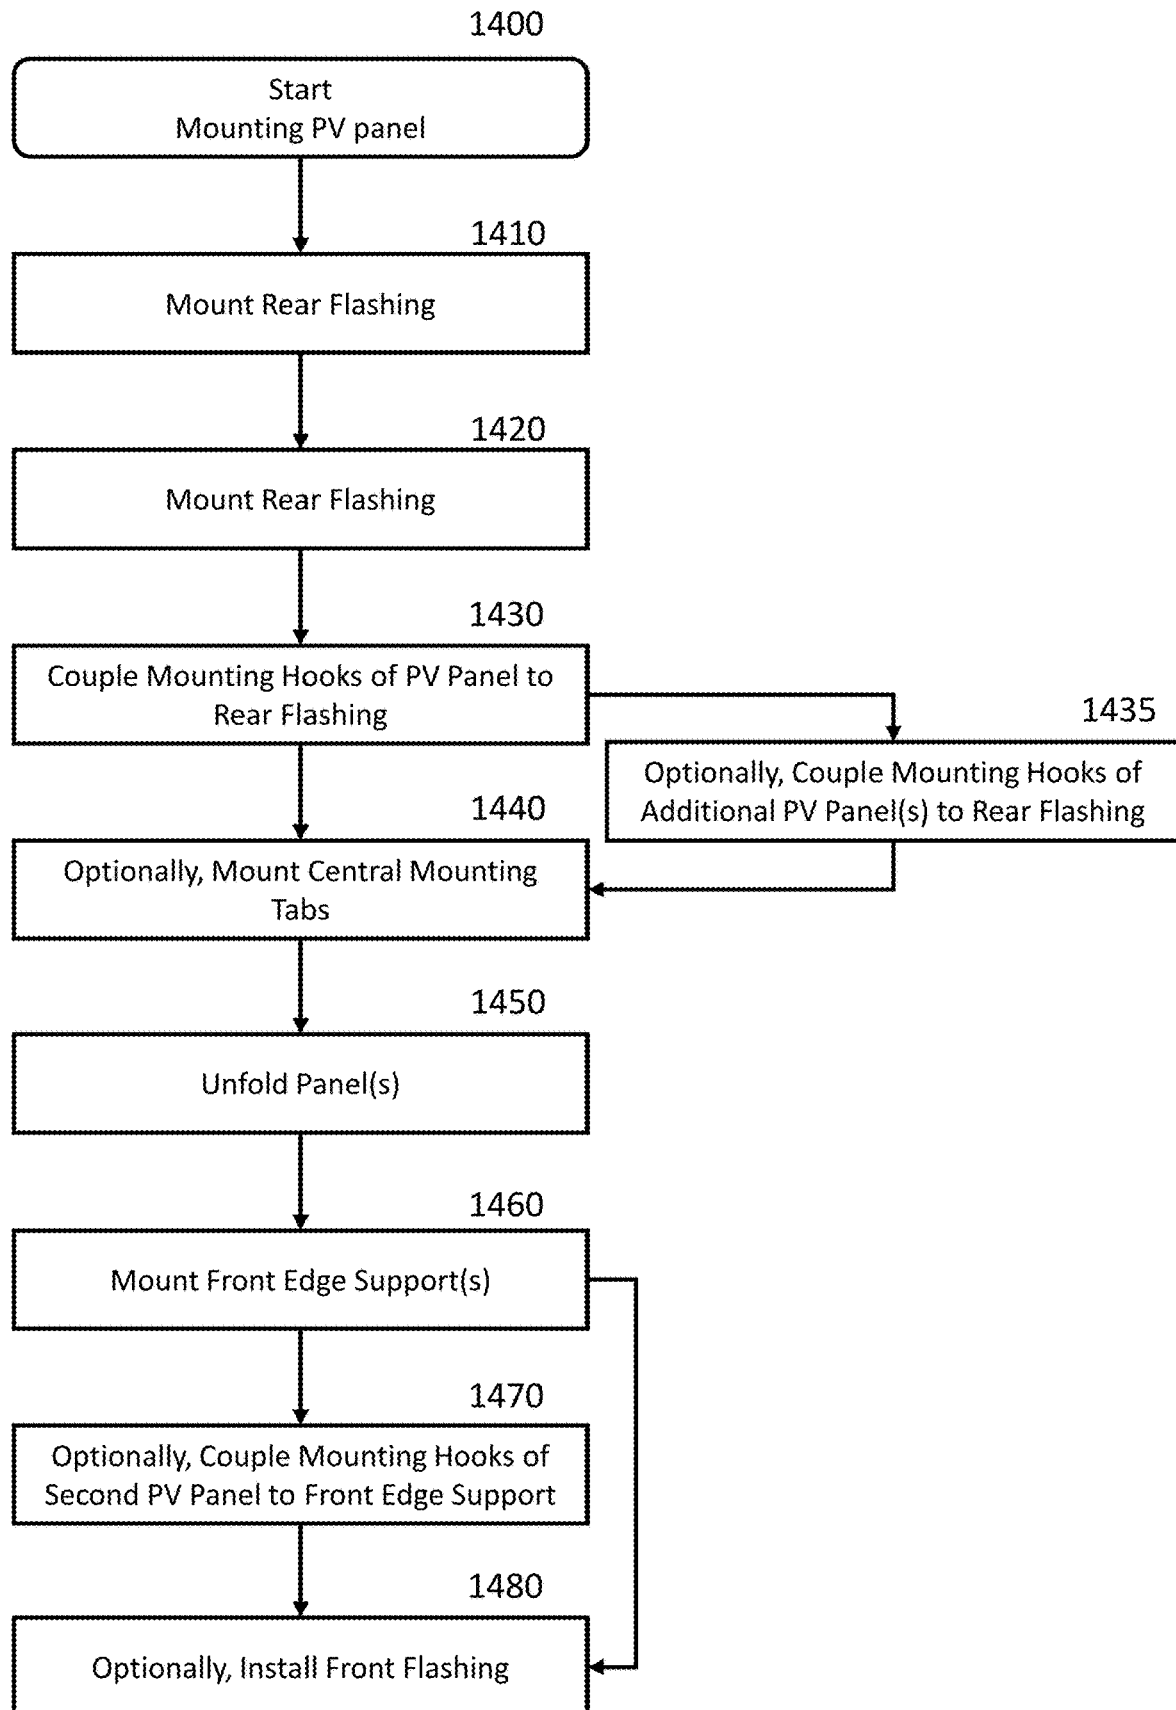 1400
Start
Mounting PV panel
1410
Mount Rear Flashing
1420
Mount Rear Flashing
1430
Couple Mounting Hooks of PV Panel to
Rear Flashing
1435
Optionally, Couple Mounting Hooks of
Additional PV Panel(s) to Rear Flashing
1440
Optionally, Mount Central Mounting
Tabs
1450
Unfold Panel(s)
1460
Mount Front Edge Support(s)
1470
Optionally, Couple Mounting Hooks of
Second PV Panel to Front Edge Support
1480
Optionally, Install Front Flashing